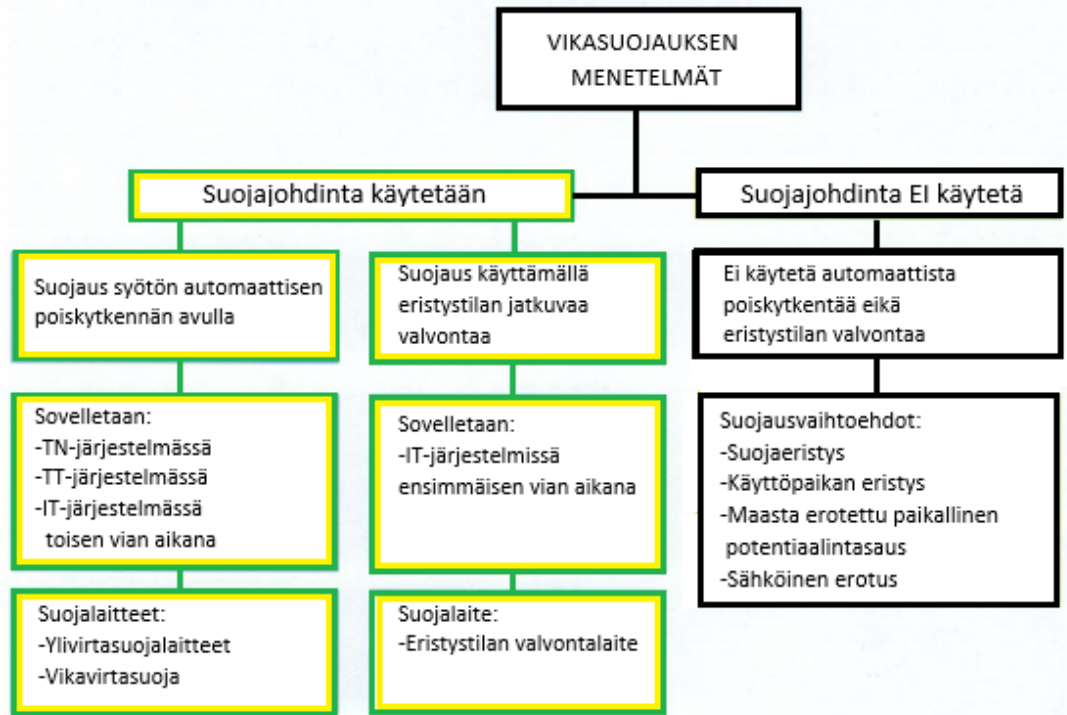 VIKASUOJAUKSEN
MENETELMÄT
Suojajohdinta käytetään
Suojajohdinta EI käytetä
Suojaus syötön automaattisen
poiskytkennän avulla
Suojaus käyttämällä
eristystilan jatkuvaa
valvontaa
Ei käytetä automaattista
poiskytkentää eikä
eristystilan valvontaa
Sovelletaan:
-TN-järjestelmässä
-TT-järjestelmässä
-IT-järjestelmässä
toisen vian aikana
Sovelletaan:
-IT-järjestelmissä
ensimmäisen vian aikana
Suojausvaihtoehdot:
-Suojaeristys
-Käyttöpaikan eristys
-Maasta erotettu paikallinen
potentiaalintasaus
-Sähköinen erotus
Suojalaitteet:
-Ylivirtasuojalaitteet
-Vikavirtasuoja
Suojalaite:
-Eristystilan valvontalaite